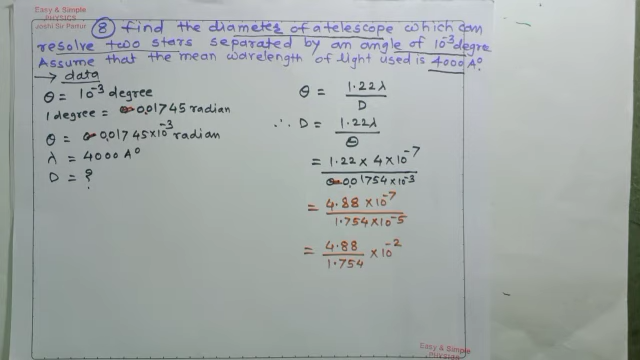 Easy & Simple
PHYSICS
Joshi Sir Pattur
Easy & Simple
PHYSICS
⑧ find the diameter of a telescope which can
resolve two stars separated by an angle of 10⁻³ degree
Assume that the mean wavelength of light used is 4000 A°.
→ data
θ = 10⁻³ degree
1 degree = 0.01745 radian
θ = 0.01745 × 10⁻³ radian
λ = 4000 A°
D = ?
θ = 1.22λ / D
∴ D = 1.22λ / θ
= 1.22 × 4 × 10⁻⁷ / 0.01754 × 10⁻³
= 4.88 × 10⁻⁷ / 1.754 × 10⁻⁵
= 4.88 / 1.754 × 10⁻²
Easy & Simple
PHYSICS